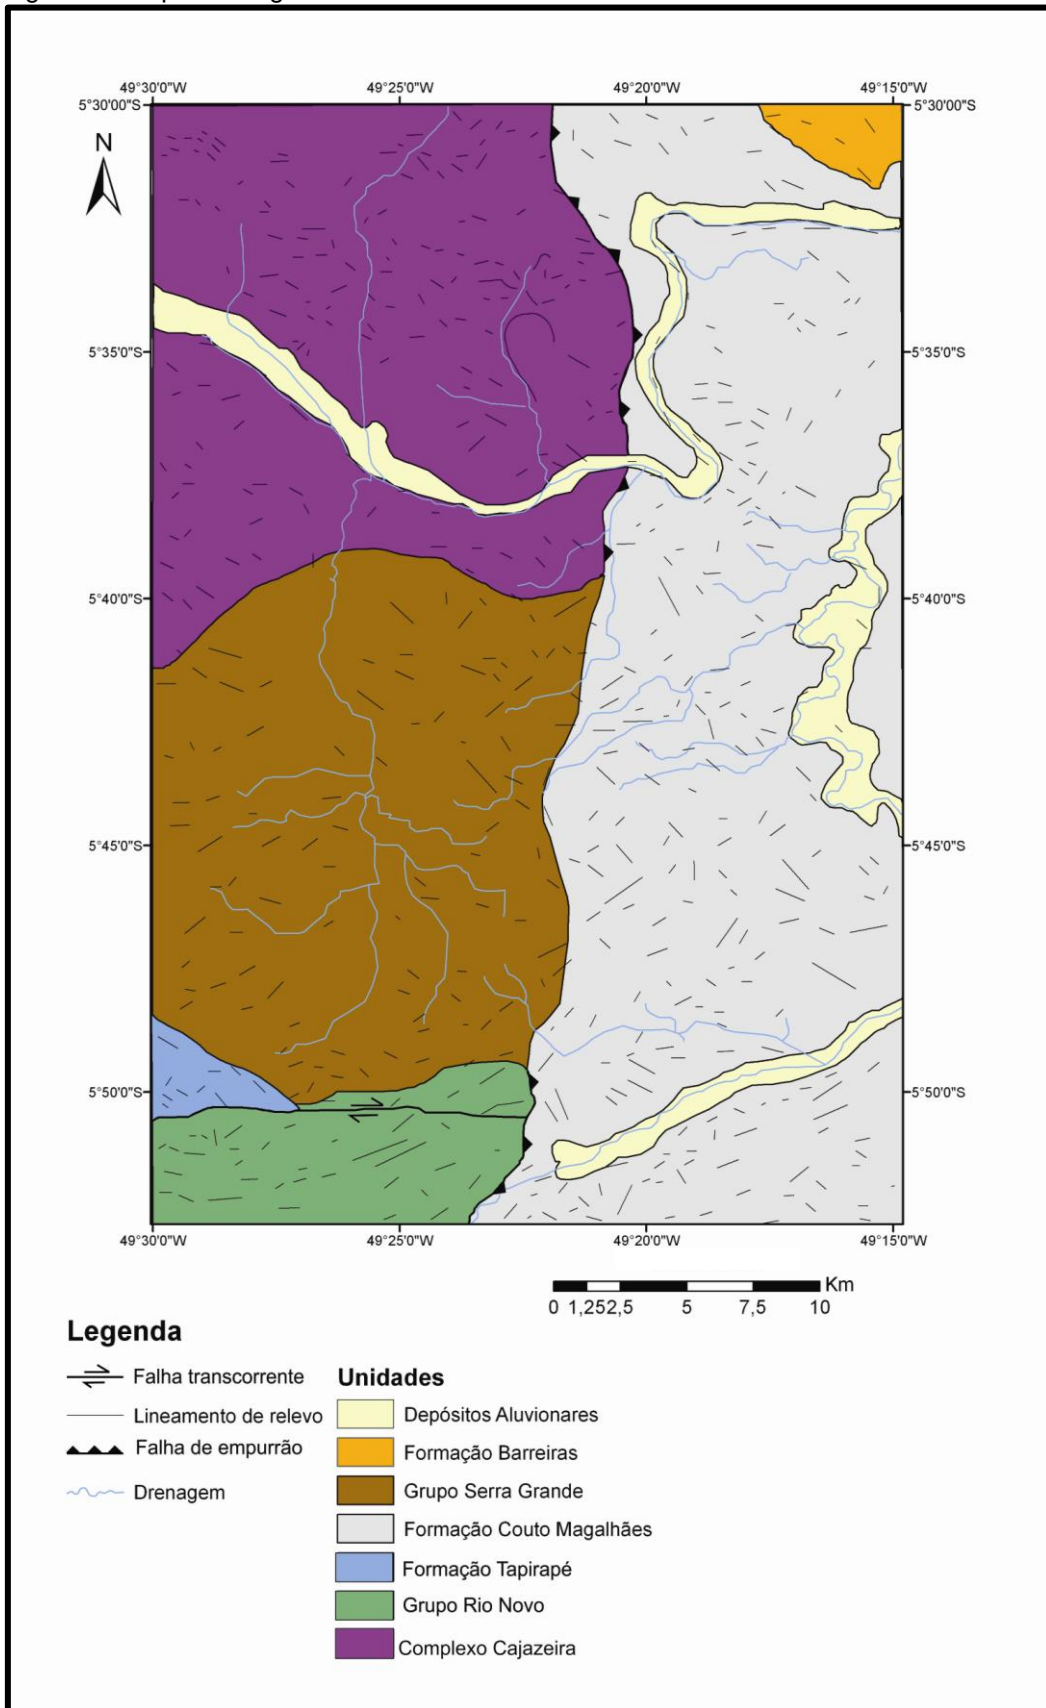 49°30'0"W 49°25'0"W 49°20'0"W 49°15'0"W
5°30'00"S 5°30'00"S
N
5°35'0"S 5°35'0"S
5°40'0"S 5°40'0"S
5°45'0"S 5°45'0"S
5°50'0"S 5°50'0"S
49°30'0"W 49°25'0"W 49°20'0"W 49°15'0"W
Km
0 1,25 2,5 5 7,5 10
Legenda
Falha transcorrente
Lineamento de relevo
Falha de empurrão
Drenagem
Unidades
Depósitos Aluvionares
Formação Barreiras
Grupo Serra Grande
Formação Couto Magalhães
Formação Tapirapé
Grupo Rio Novo
Complexo Cajazeira